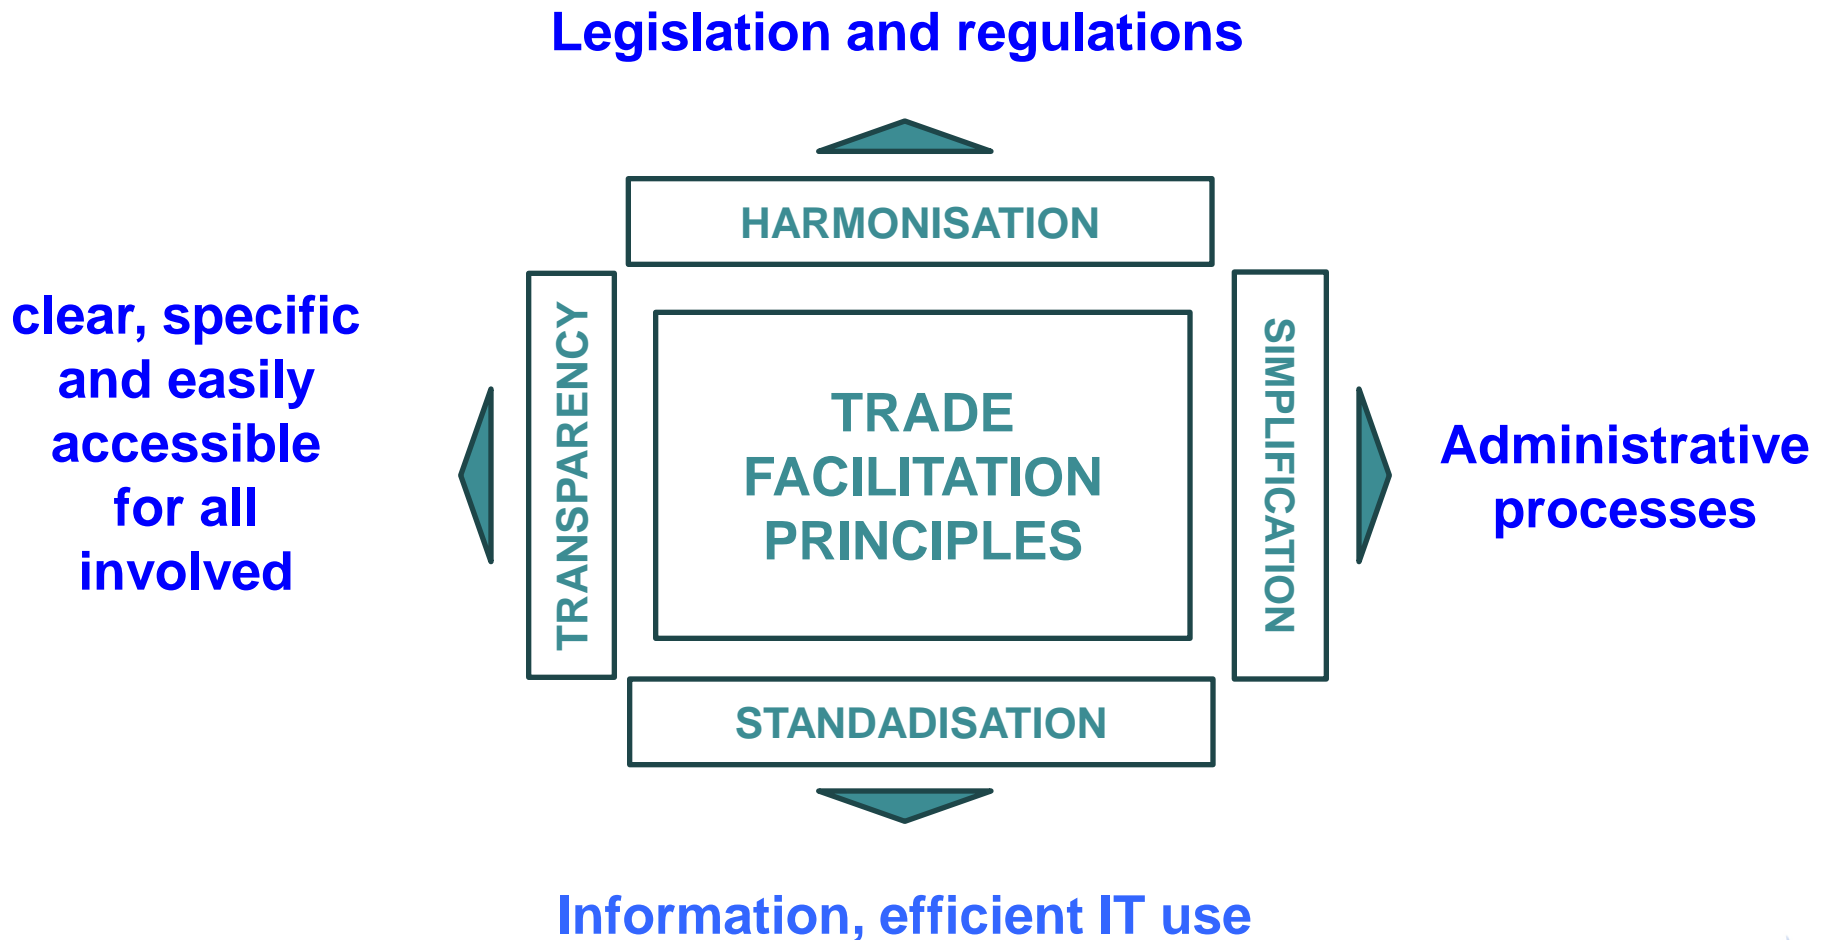 Legislation and regulations
HARMONISATION
clear, specific
and easily
accessible
for all
involved
TRANSPARENCY
TRADE
FACILITATION
PRINCIPLES
SIMPLIFICATION
Administrative
processes
STANDADISATION
Information, efficient IT use